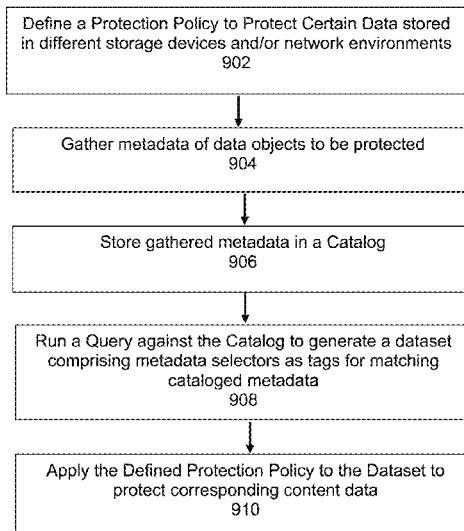 Define a Protection Policy to Protect Certain Data stored
in different storage devices and/or network environments
902
Gather metadata of data objects to be protected
904
Store gathered metadata in a Catalog
906
Run a Query against the Catalog to generate a dataset
comprising metadata selectors as tags for matching
cataloged metadata
908
Apply the Defined Protection Policy to the Dataset to
protect corresponding content data
910